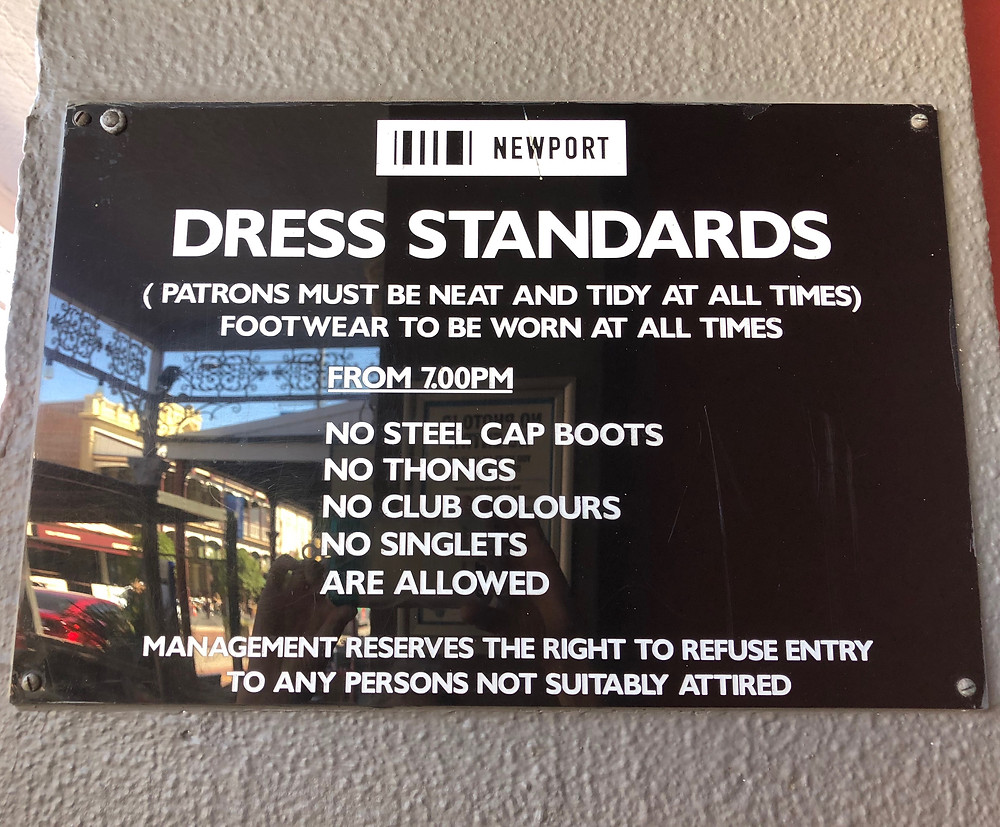 NEWPORT
DRESS STANDARDS
( PATRONS MUST BE NEAT AND TIDY AT ALL TIMES)
FOOTWEAR TO BE WORN AT ALL TIMES
FROM 7.00PM
NO STEEL CAP BOOTS
NO THONGS
NO CLUB COLOURS
NO SINGLETS
ARE ALLOWED
MANAGEMENT RESERVES THE RIGHT TO REFUSE ENTRY
TO ANY PERSONS NOT SUITABLY ATTIRED